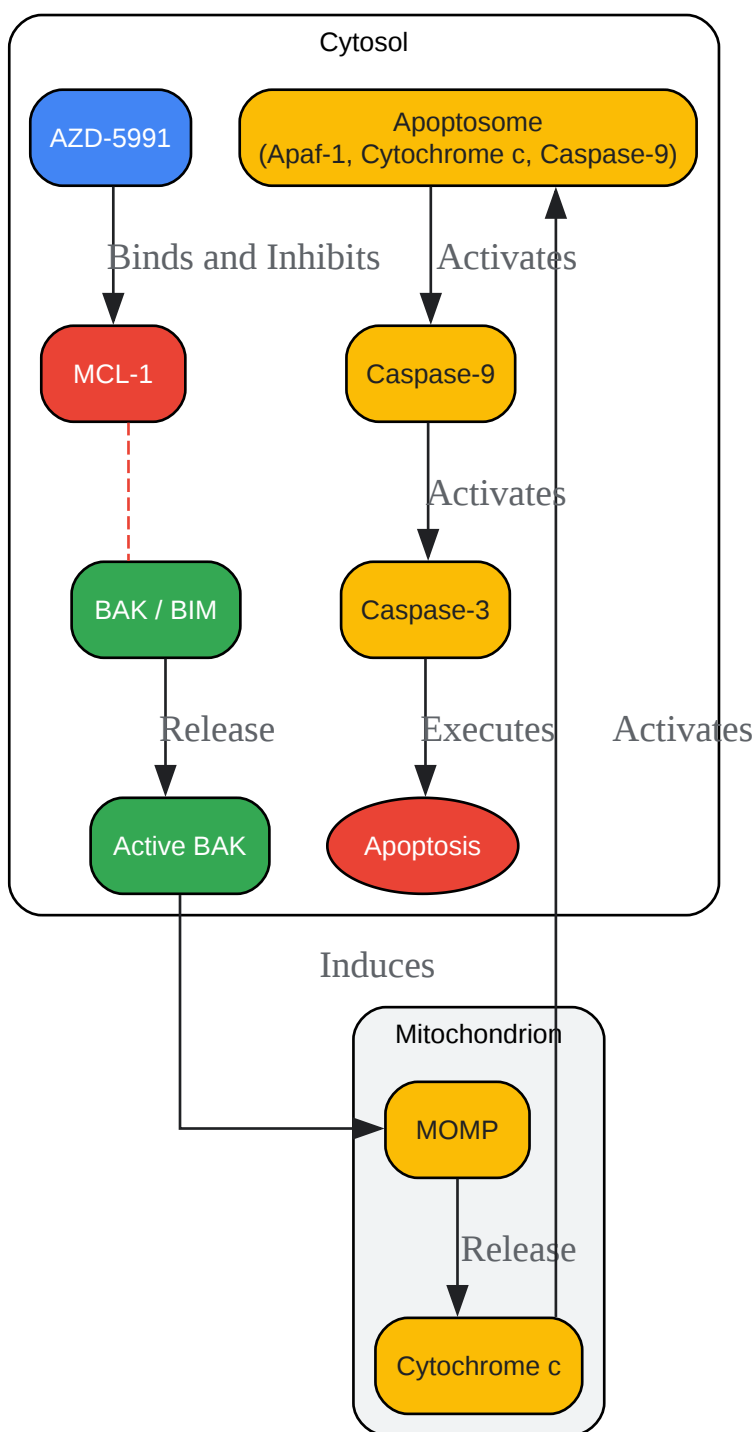 Cytosol
AZD-5991
Apoptosome
(Apaf-1, Cytochrome c, Caspase-9)
Binds and Inhibits
Activates
MCL-1
Caspase-9
Activates
BAK / BIM
Caspase-3
Release
Executes
Activates
Active BAK
Apoptosis
Induces
Mitochondrion
MOMP
Release
Cytochrome c